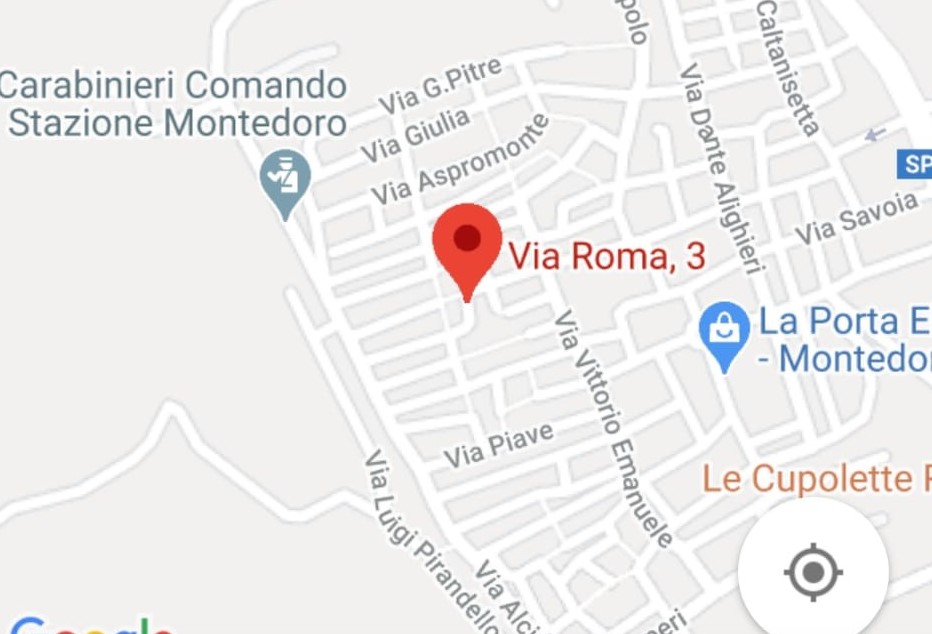 polo
Caltanisetta
Carabinieri Comando
Stazione Montedoro
Via G.Pitre
Via Giulia
Via Aspromonte
Via Dante Alighieri
SP
Via Savoia
Via Roma, 3
La Porta E
- Montedor
Via Vittorio Emanuele
Via Piave
Le Cupolette
Via Luigi Pirandello
Via Alci
neri
Google